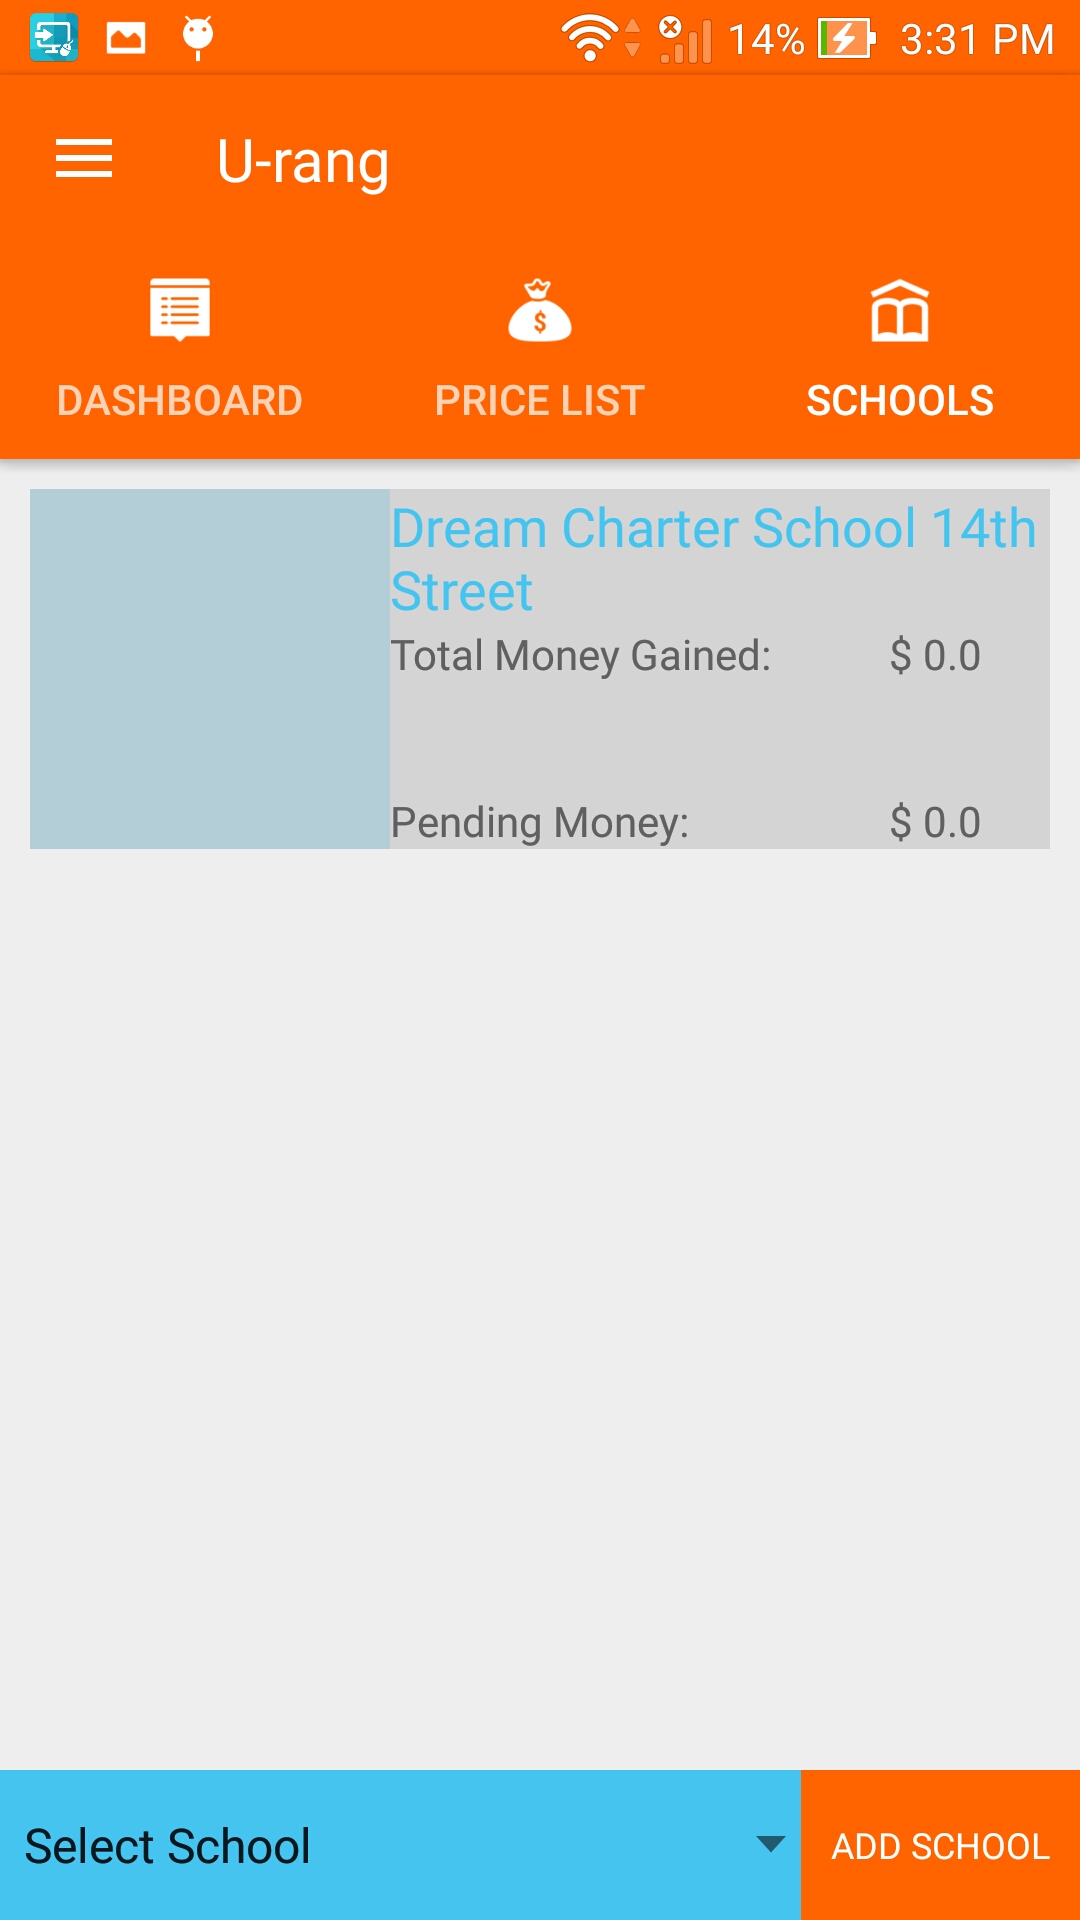 14% 3:31 PM
U-rang
DASHBOARD PRICE LIST SCHOOLS
Dream Charter School 14th
Street
Total Money Gained: $ 0.0
Pending Money: $ 0.0
Select School ADD SCHOOL